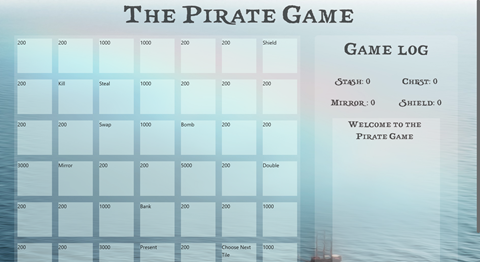 The Pirate Game
200 200 1000 1000 200 200 Shield
200 Kill Steal 1000 200 200 200
200 200 Swap 1000 Bomb 200 200
3000 Mirror 200 200 5000 200 Double
200 200 1000 Bank 200 200 1000
200 200 3000 Present 200 Choose Next Tile 1000
Game log
Stash: 0 Chest: 0
Mirror: 0 Shield: 0
Welcome to the
Pirate Game